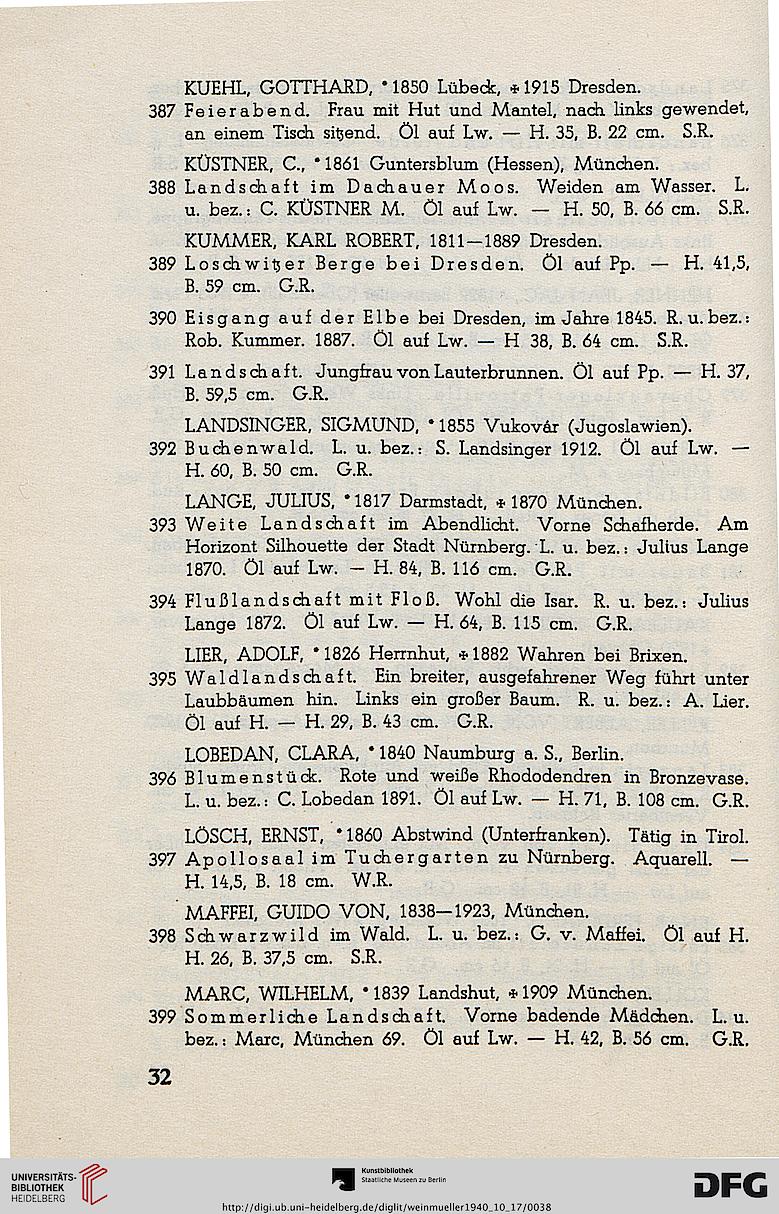 KUEHL, GOTTHARD, *1850 Lübeck, ✠1915 Dresden.
387 Feierabend. Frau mit Hut und Mantel, nach links gewendet,
an einem Tisch sitzend. Öl auf Lw. — H. 35, B. 22 cm. S.R.
KÜSTNER, C., *1861 Guntersblum (Hessen), München.
388 Landschaft im Dachauer Moos. Weiden am Wasser. L.
u. bez.: C. KÜSTNER M. Öl auf Lw. — H. 50, B. 66 cm. S.R.
KUMMER, KARL ROBERT, 1811—1889 Dresden.
389 Loschwitzer Berge bei Dresden. Öl auf Pp. — H. 41,5,
B. 59 cm. G.R.
390 Eisgang auf der Elbe bei Dresden, im Jahre 1845. R. u. bez.:
Rob. Kummer. 1887. Öl auf Lw. — H 38, B. 64 cm. S.R.
391 Landschaft. Jungfrau von Lauterbrunnen. Öl auf Pp. — H. 37,
B. 59,5 cm. G.R.
LANDSINGER, SIGMUND, *1855 Vukovár (Jugoslawien).
392 Buchenwald. L. u. bez.: S. Landsinger 1912. Öl auf Lw. —
H. 60, B. 50 cm. G.R.
LANGE, JULIUS, *1817 Darmstadt, ✠1870 München.
393 Weite Landschaft im Abendlicht. Vorne Schafherde. Am
Horizont Silhouette der Stadt Nürnberg. L. u. bez.: Julius Lange
1870. Öl auf Lw. — H. 84, B. 116 cm. G.R.
394 Flußlandschaft mit Floß. Wohl die Isar. R. u. bez.: Julius
Lange 1872. Öl auf Lw. — H. 64, B. 115 cm. G.R.
LIER, ADOLF, *1826 Herrnhut, ✠1882 Wahren bei Brixen.
395 Waldlandschaft. Ein breiter, ausgefahrener Weg führt unter
Laubbäumen hin. Links ein großer Baum. R. u. bez.: A. Lier.
Öl auf H. — H. 29, B. 43 cm. G.R.
LOBEDAN, CLARA, *1840 Naumburg a. S., Berlin.
396 Blumenstück. Rote und weiße Rhododendren in Bronzevase.
L. u. bez.: C. Lobedan 1891. Öl auf Lw. — H. 71, B. 108 cm. G.R.
LÖSCH, ERNST, *1860 Abstwind (Unterfranken). Tätig in Tirol.
397 Apollosaal im Tuchergarten zu Nürnberg. Aquarell. —
H. 14,5, B. 18 cm. W.R.
MAFFEI, GUIDO VON, 1838—1923, München.
398 Schwarzwild im Wald. L. u. bez.: G. v. Maffei. Öl auf H.
H. 26, B. 37,5 cm. S.R.
MARC, WILHELM, *1839 Landshut, ✠1909 München.
399 Sommerliche Landschaft. Vorne badende Mädchen. L. u.
bez.: Marc, München 69. Öl auf Lw. — H. 42, B. 56 cm. G.R.
32
UNIVERSITÄTS-
BIBLIOTHEK
HEIDELBERG
Kunstbibliothek
Staatliche Museen zu Berlin
DFG
http://digi.ub.uni-heidelberg.de/diglit/weinmueller1940_10_17/0038